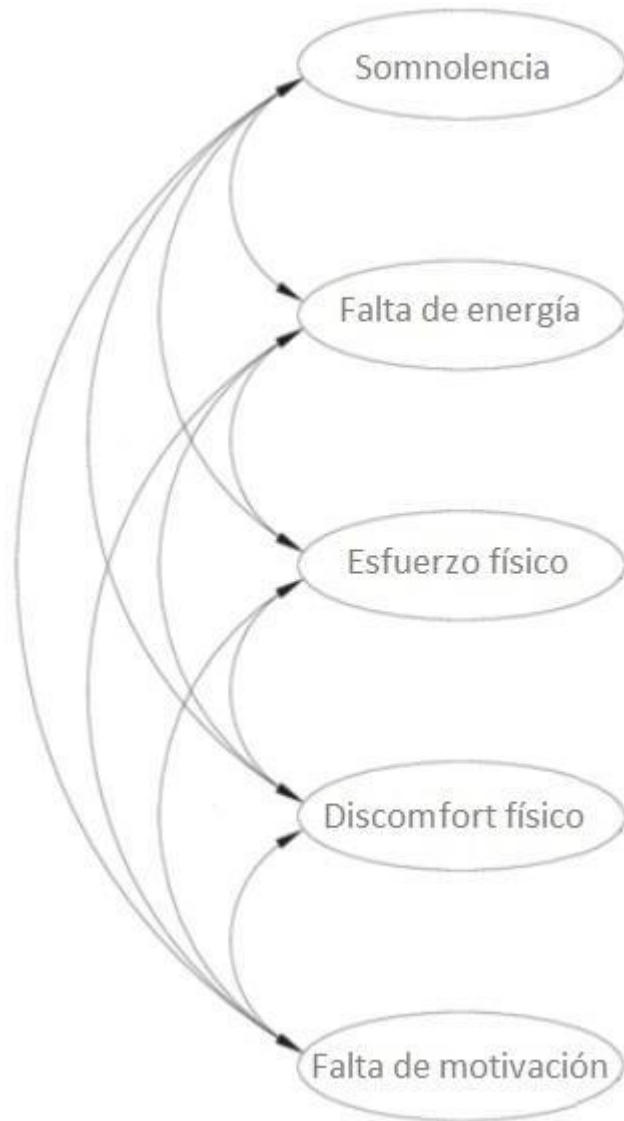 Somnolencia
Falta de energía
Esfuerzo físico
Discomfort físico
Falta de motivación